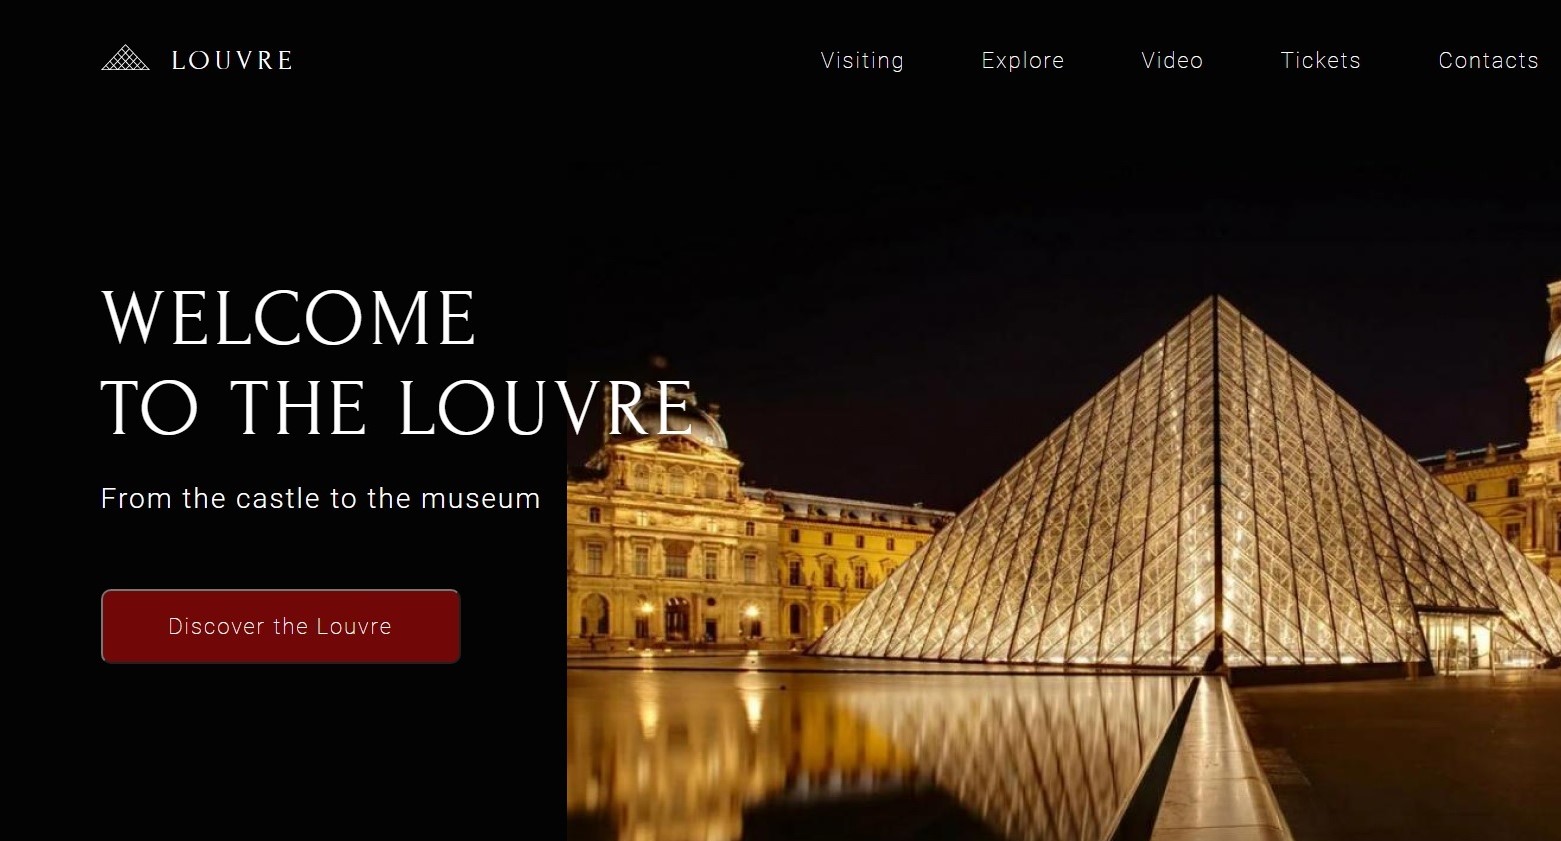 LOUVRE
Visiting Explore Video Tickets Contacts
WELCOME
TO THE LOUVRE
From the castle to the museum
Discover the Louvre